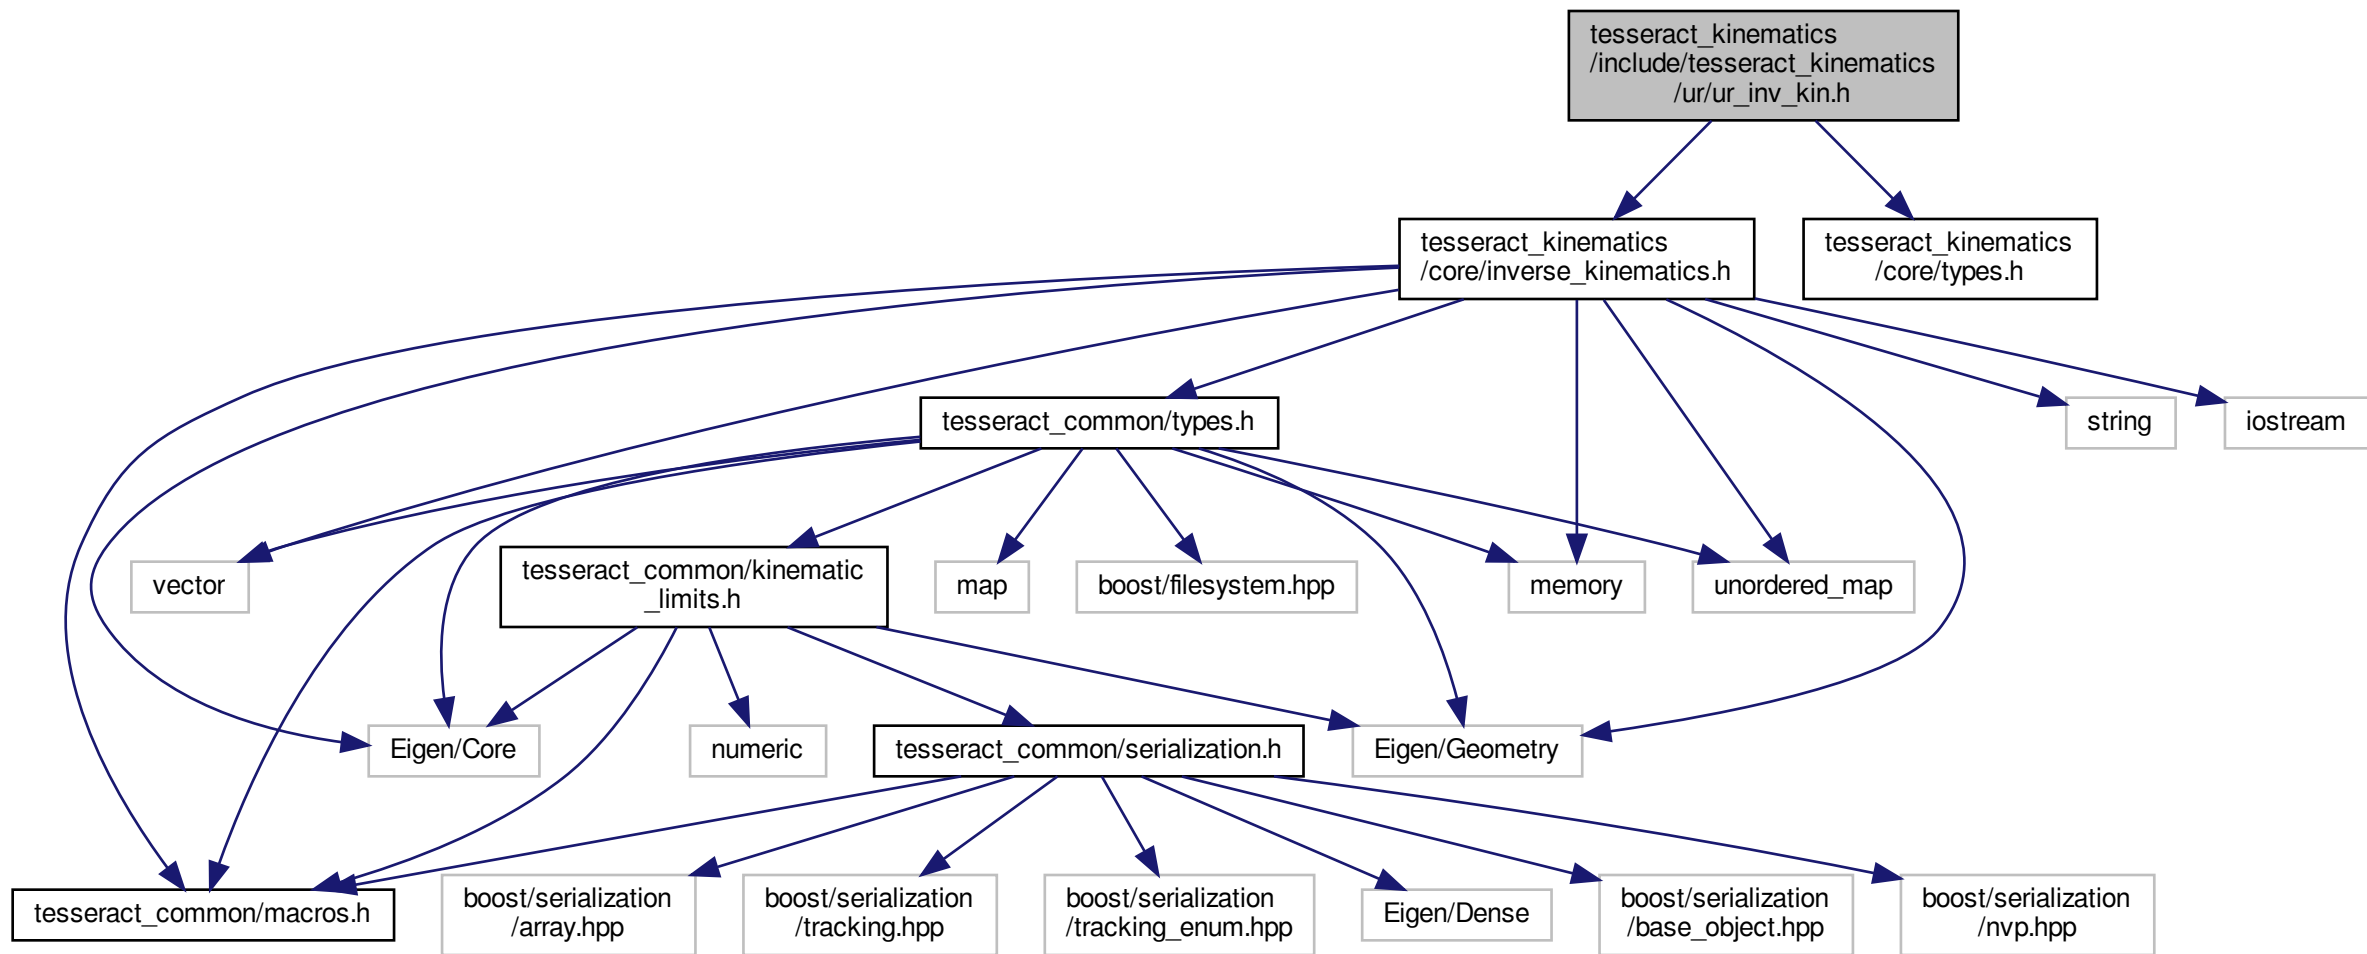 tesseract_kinematics
/include/tesseract_kinematics
/ur/ur_inv_kin.h
tesseract_kinematics
/core/inverse_kinematics.h
tesseract_kinematics
/core/types.h
tesseract_common/types.h
string
iostream
vector
tesseract_common/kinematic
_limits.h
map
boost/filesystem.hpp
memory
unordered_map
Eigen/Core
numeric
tesseract_common/serialization.h
Eigen/Geometry
tesseract_common/macros.h
boost/serialization
/array.hpp
boost/serialization
/tracking.hpp
boost/serialization
/tracking_enum.hpp
Eigen/Dense
boost/serialization
/base_object.hpp
boost/serialization
/nvp.hpp